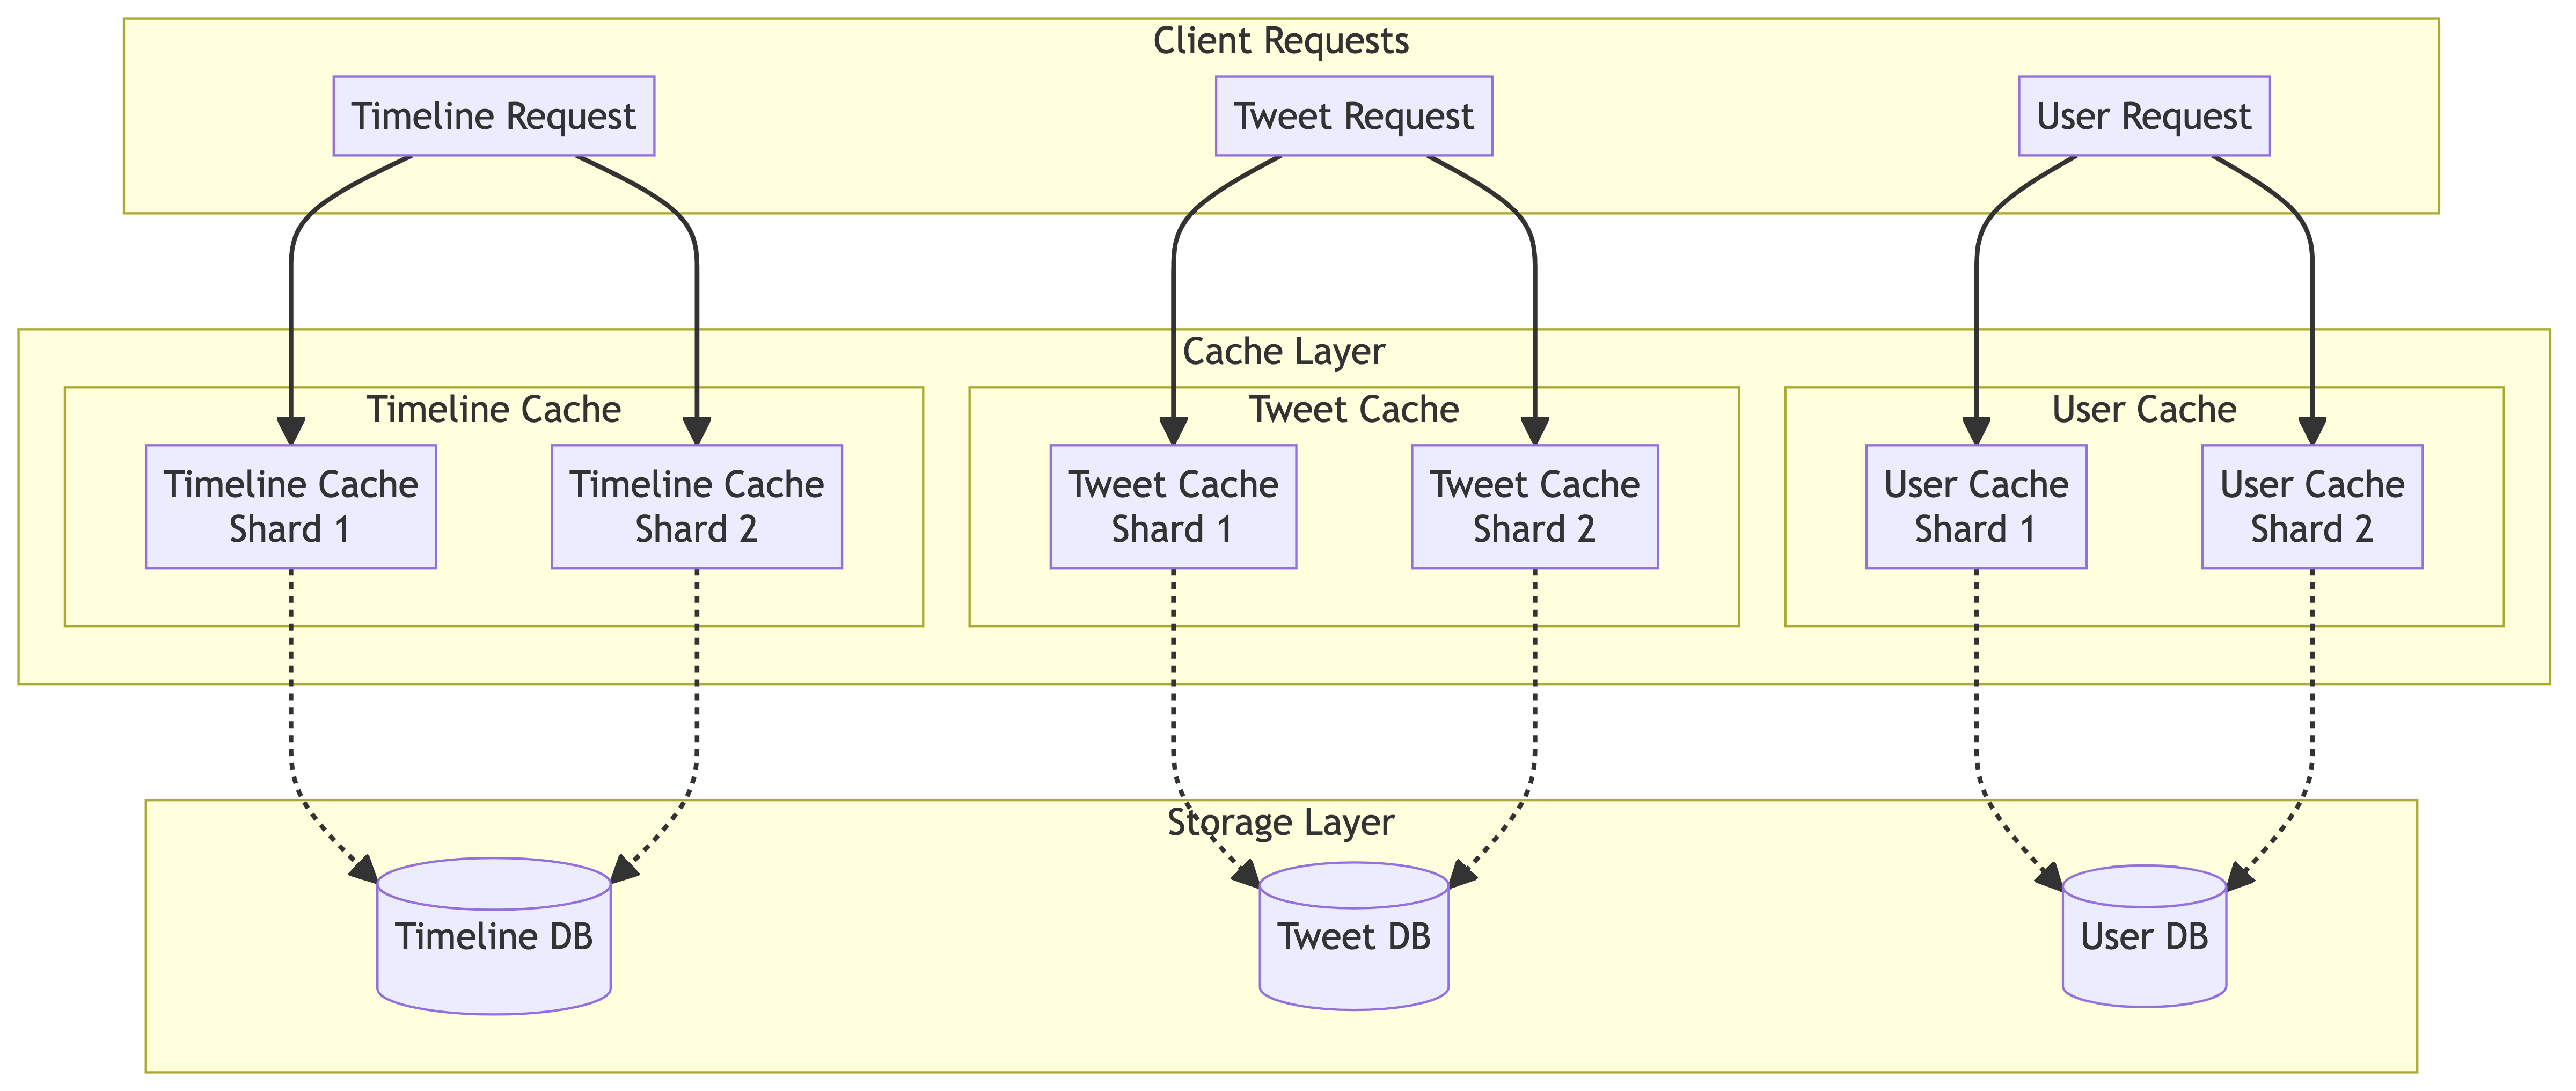 Client Requests
Timeline Request
Tweet Request
User Request
Cache Layer
Timeline Cache
Tweet Cache
User Cache
Timeline Cache
Shard 1
Timeline Cache
Shard 2
Tweet Cache
Shard 1
Tweet Cache
Shard 2
User Cache
Shard 1
User Cache
Shard 2
Storage Layer
Timeline DB
Tweet DB
User DB